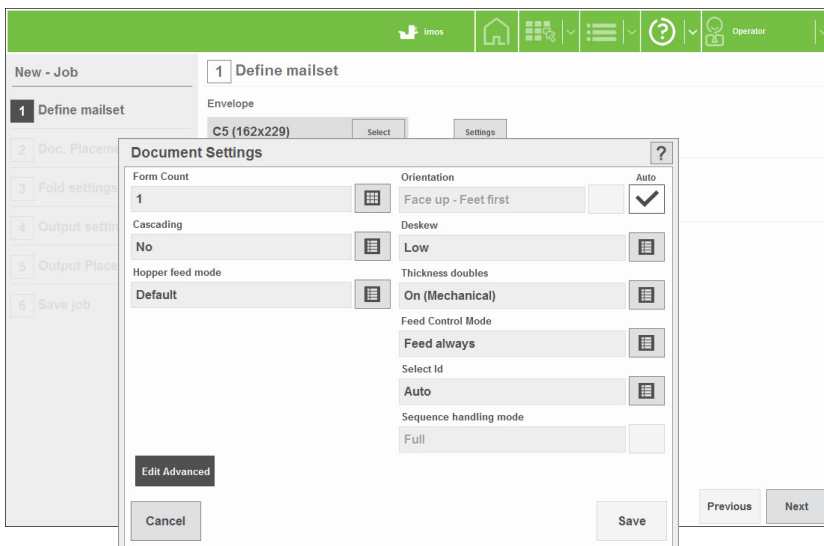 imos
Operator
New - Job
1 Define mailset
1 Define mailset
Envelope
C5 (162x229)
Select
Settings
2 Doc. Placeme
3 Fold settings
4 Output settin
5 Output Place
6 Save job
Document Settings
?
Form Count
1
Cascading
No
Hopper feed mode
Default
Orientation
Auto
Face up - Feet first
Deskew
Low
Thickness doubles
On (Mechanical)
Feed Control Mode
Feed always
Select Id
Auto
Sequence handling mode
Full
Edit Advanced
Cancel
Save
Previous
Next